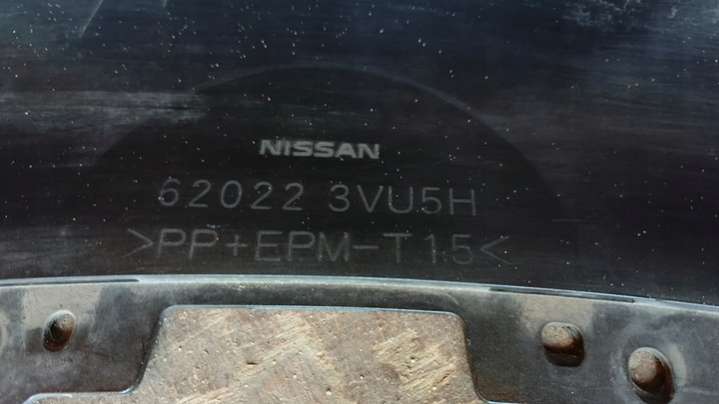 NISSAN
62022 3VU5H
>PP+EPM-T15<